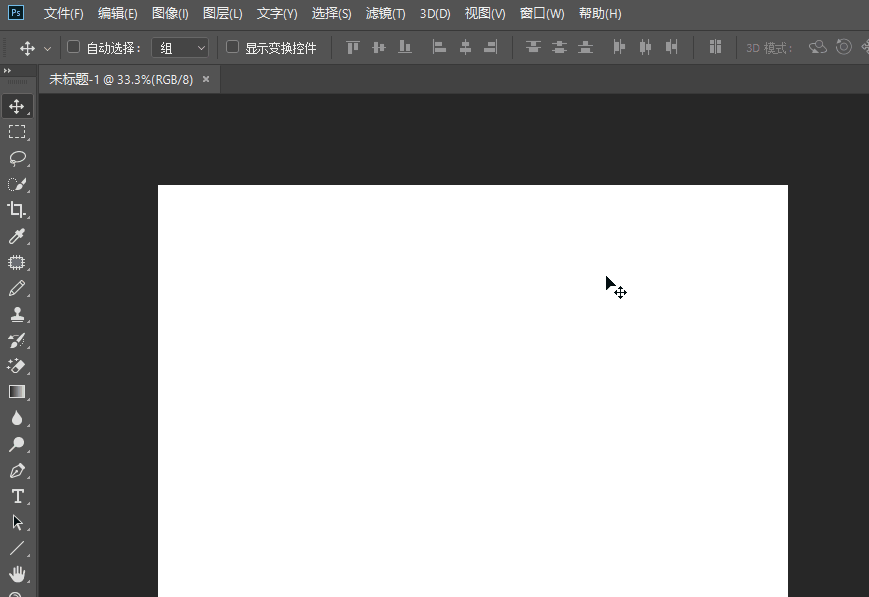 Ps 文件(F) 编辑(E) 图像(I) 图层(L) 文字(Y) 选择(S) 滤镜(T) 3D(D) 视图(V) 窗口(W) 帮助(H)
自动选择： 组 显示变换控件 3D 模式：
未标题-1 @ 33.3%(RGB/8) ×